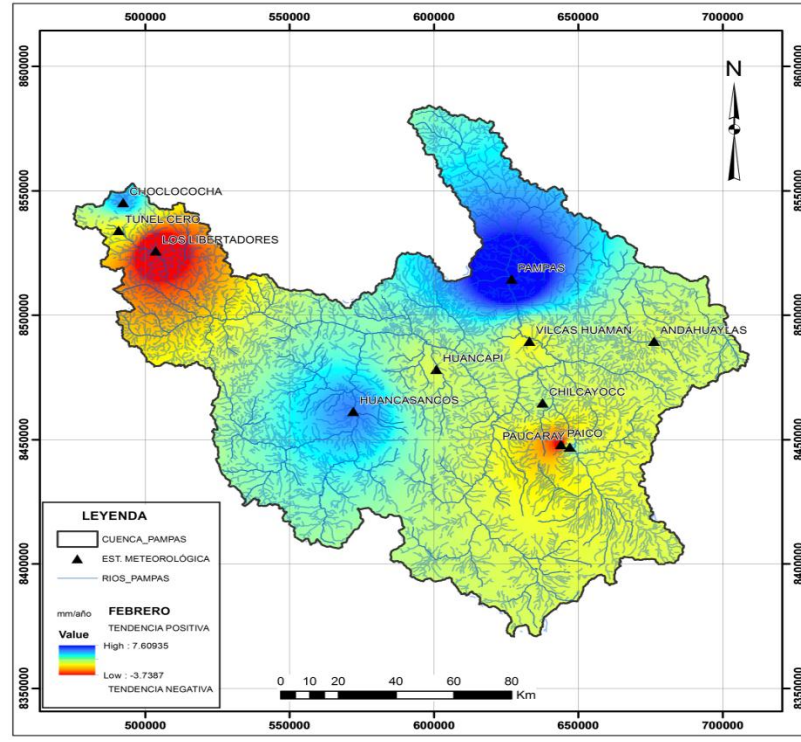 500000 550000 600000 650000 700000
8600000 8600000
N
8550000 8550000
CHOCLOCOCHA
TUNEL CERO
LOS LIBERTADORES
PAMPAS
8500000 8500000
VILCAS HUAMAN ANDAHUAYLAS
HUANCAPI
HUANCASANCOS
CHILCAYOCC
8450000 8450000
PAUCARAY PAICO
LEYENDA
CUENCA_PAMPAS
EST. METEOROLÓGICA
RIOS_PAMPAS
mm/año FEBRERO
TENDENCIA POSITIVA
Value
High : 7.60935
Low : -3.7387
TENDENCIA NEGATIVA
8400000 8400000
0 10 20 40 60 80
Km
8350000 8350000
500000 550000 600000 650000 700000